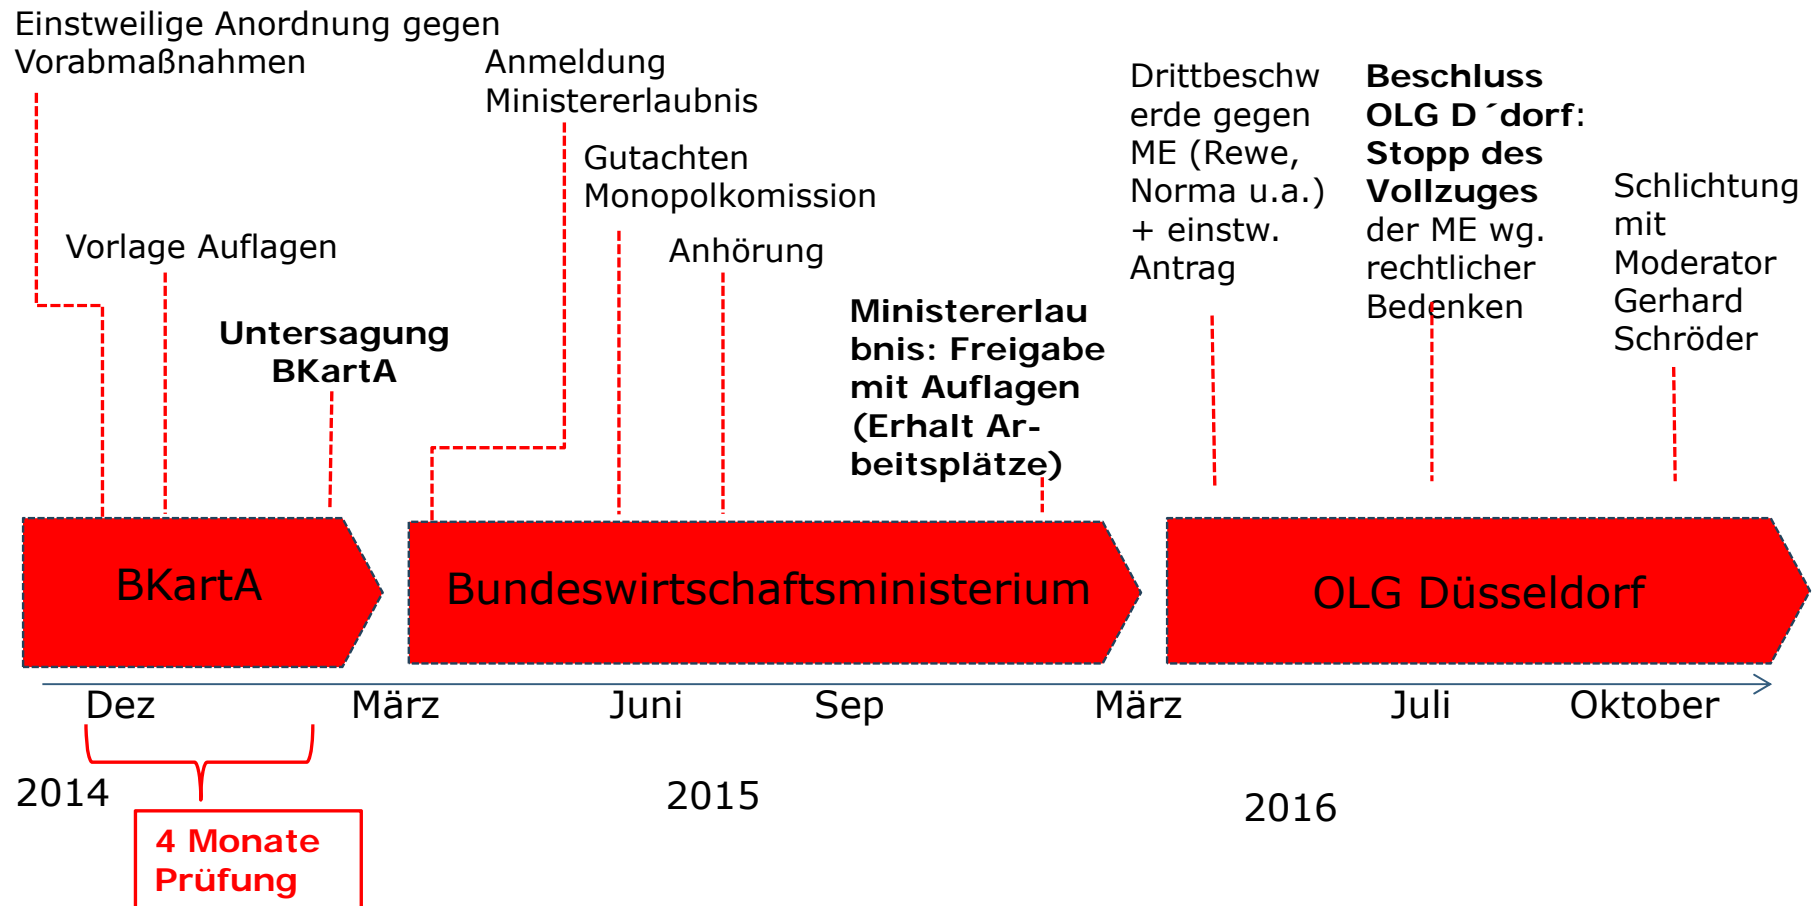 Einstweilige Anordnung gegen
Vorabmaßnahmen
Vorlage Auflagen
Untersagung
BKartA
Anmeldung
Ministererlaubnis
Gutachten
Monopolkomission
Anhörung
Ministererlau
bnis: Freigabe
mit Auflagen
(Erhalt Ar-
beitsplätze)
Drittbeschw
erde gegen
ME (Rewe,
Norma u.a.)
+ einstw.
Antrag
Beschluss
OLG D´dorf:
Stopp des
Vollzuges
der ME wg.
rechtlicher
Bedenken
Schlichtung
mit
Moderator
Gerhard
Schröder
BKartA
Bundeswirtschaftsministerium
OLG Düsseldorf
Dez
März
Juni
Sep
März
Juli
Oktober
2014
2015
2016
4 Monate
Prüfung